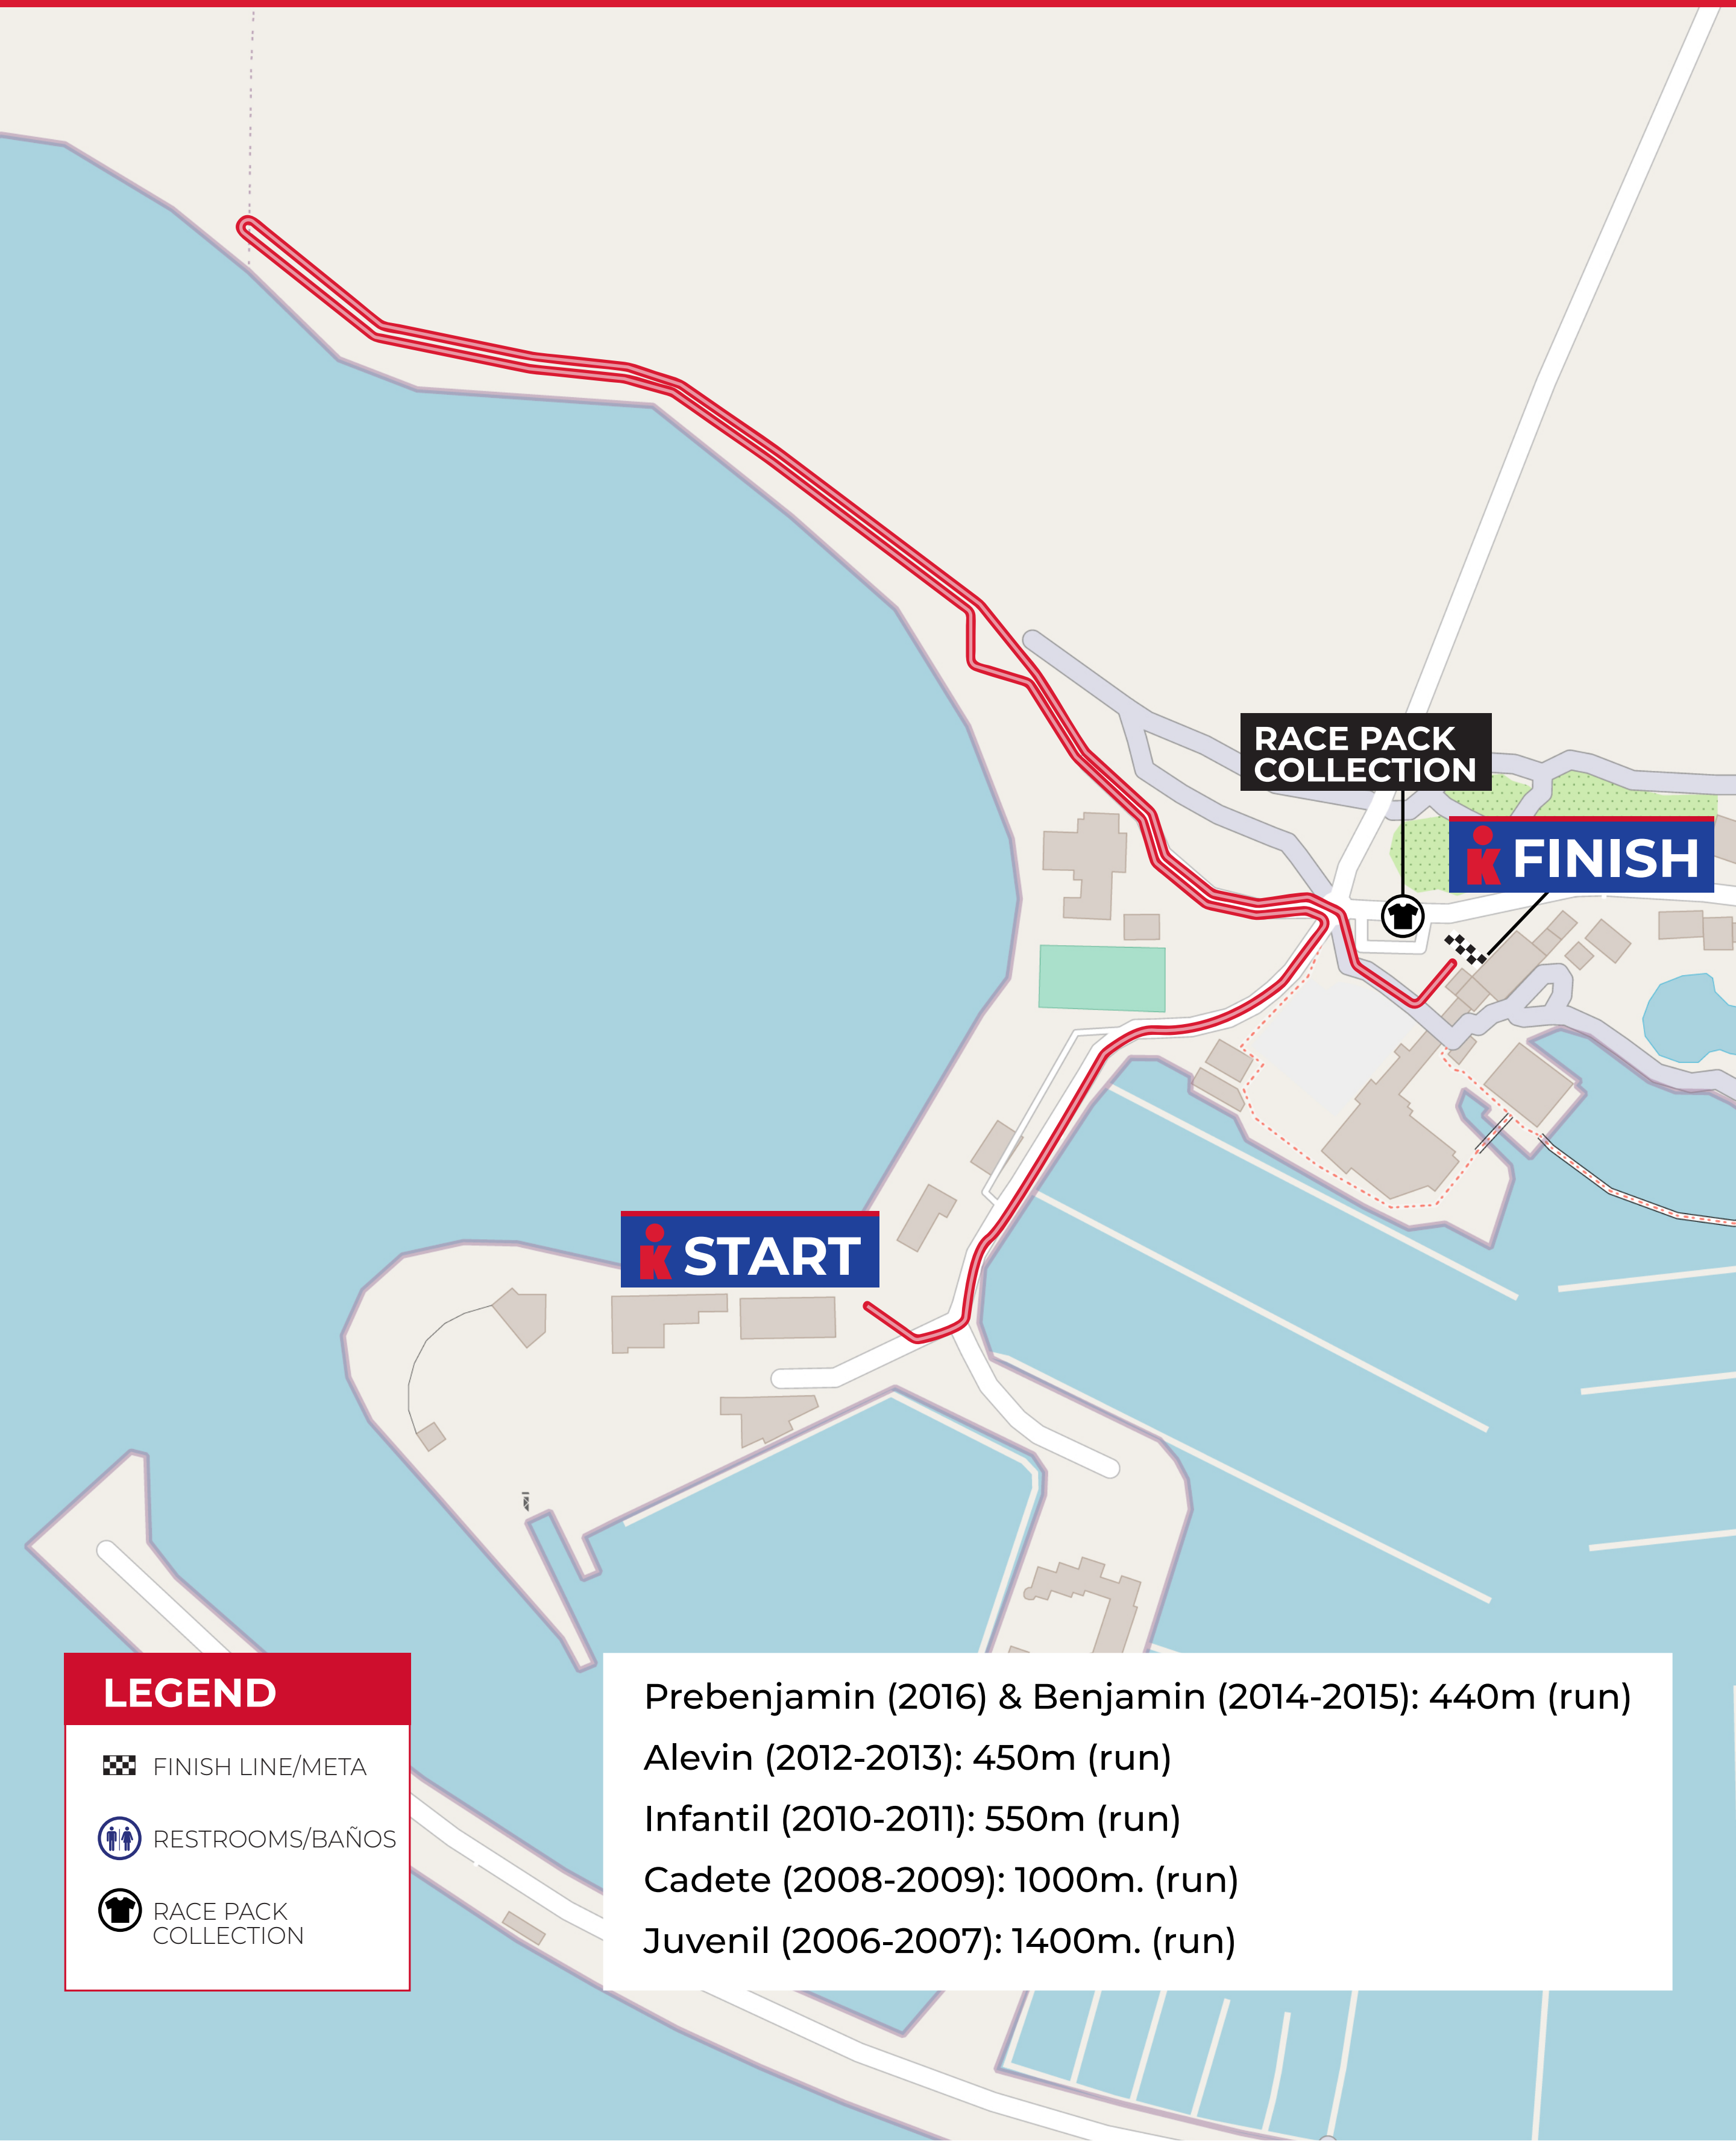 RACE PACK
COLLECTION
FINISH
START
LEGEND
FINISH LINE/META
RESTROOMS/BAÑOS
RACE PACK
COLLECTION
Prebenjamin (2016) & Benjamin (2014-2015): 440m (run)
Alevin (2012-2013): 450m (run)
Infantil (2010-2011): 550m (run)
Cadete (2008-2009): 1000m. (run)
Juvenil (2006-2007): 1400m. (run)